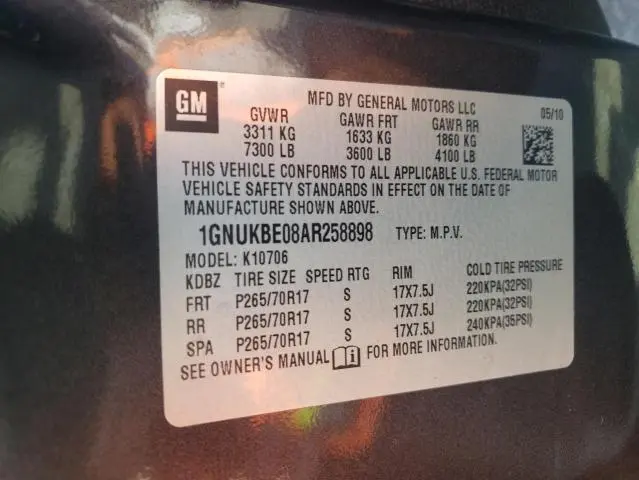 GM
MFD BY GENERAL MOTORS LLC 05/10
GVWR GAWR FRT GAWR RR
3311 KG 1633 KG 1860 KG
7300 LB 3600 LB 4100 LB
THIS VEHICLE CONFORMS TO ALL APPLICABLE U.S. FEDERAL MOTOR
VEHICLE SAFETY STANDARDS IN EFFECT ON THE DATE OF
MANUFACTURE SHOWN ABOVE.
1GNUKBE08AR258898 TYPE: M.P.V.
MODEL: K10706
KDBZ TIRE SIZE SPEED RTG RIM COLD TIRE PRESSURE
FRT P265/70R17 S 17X7.5J 220KPA(32PSI)
RR P265/70R17 S 17X7.5J 220KPA(32PSI)
SPA P265/70R17 S 17X7.5J 240KPA(35PSI)
SEE OWNER'S MANUAL i FOR MORE INFORMATION.